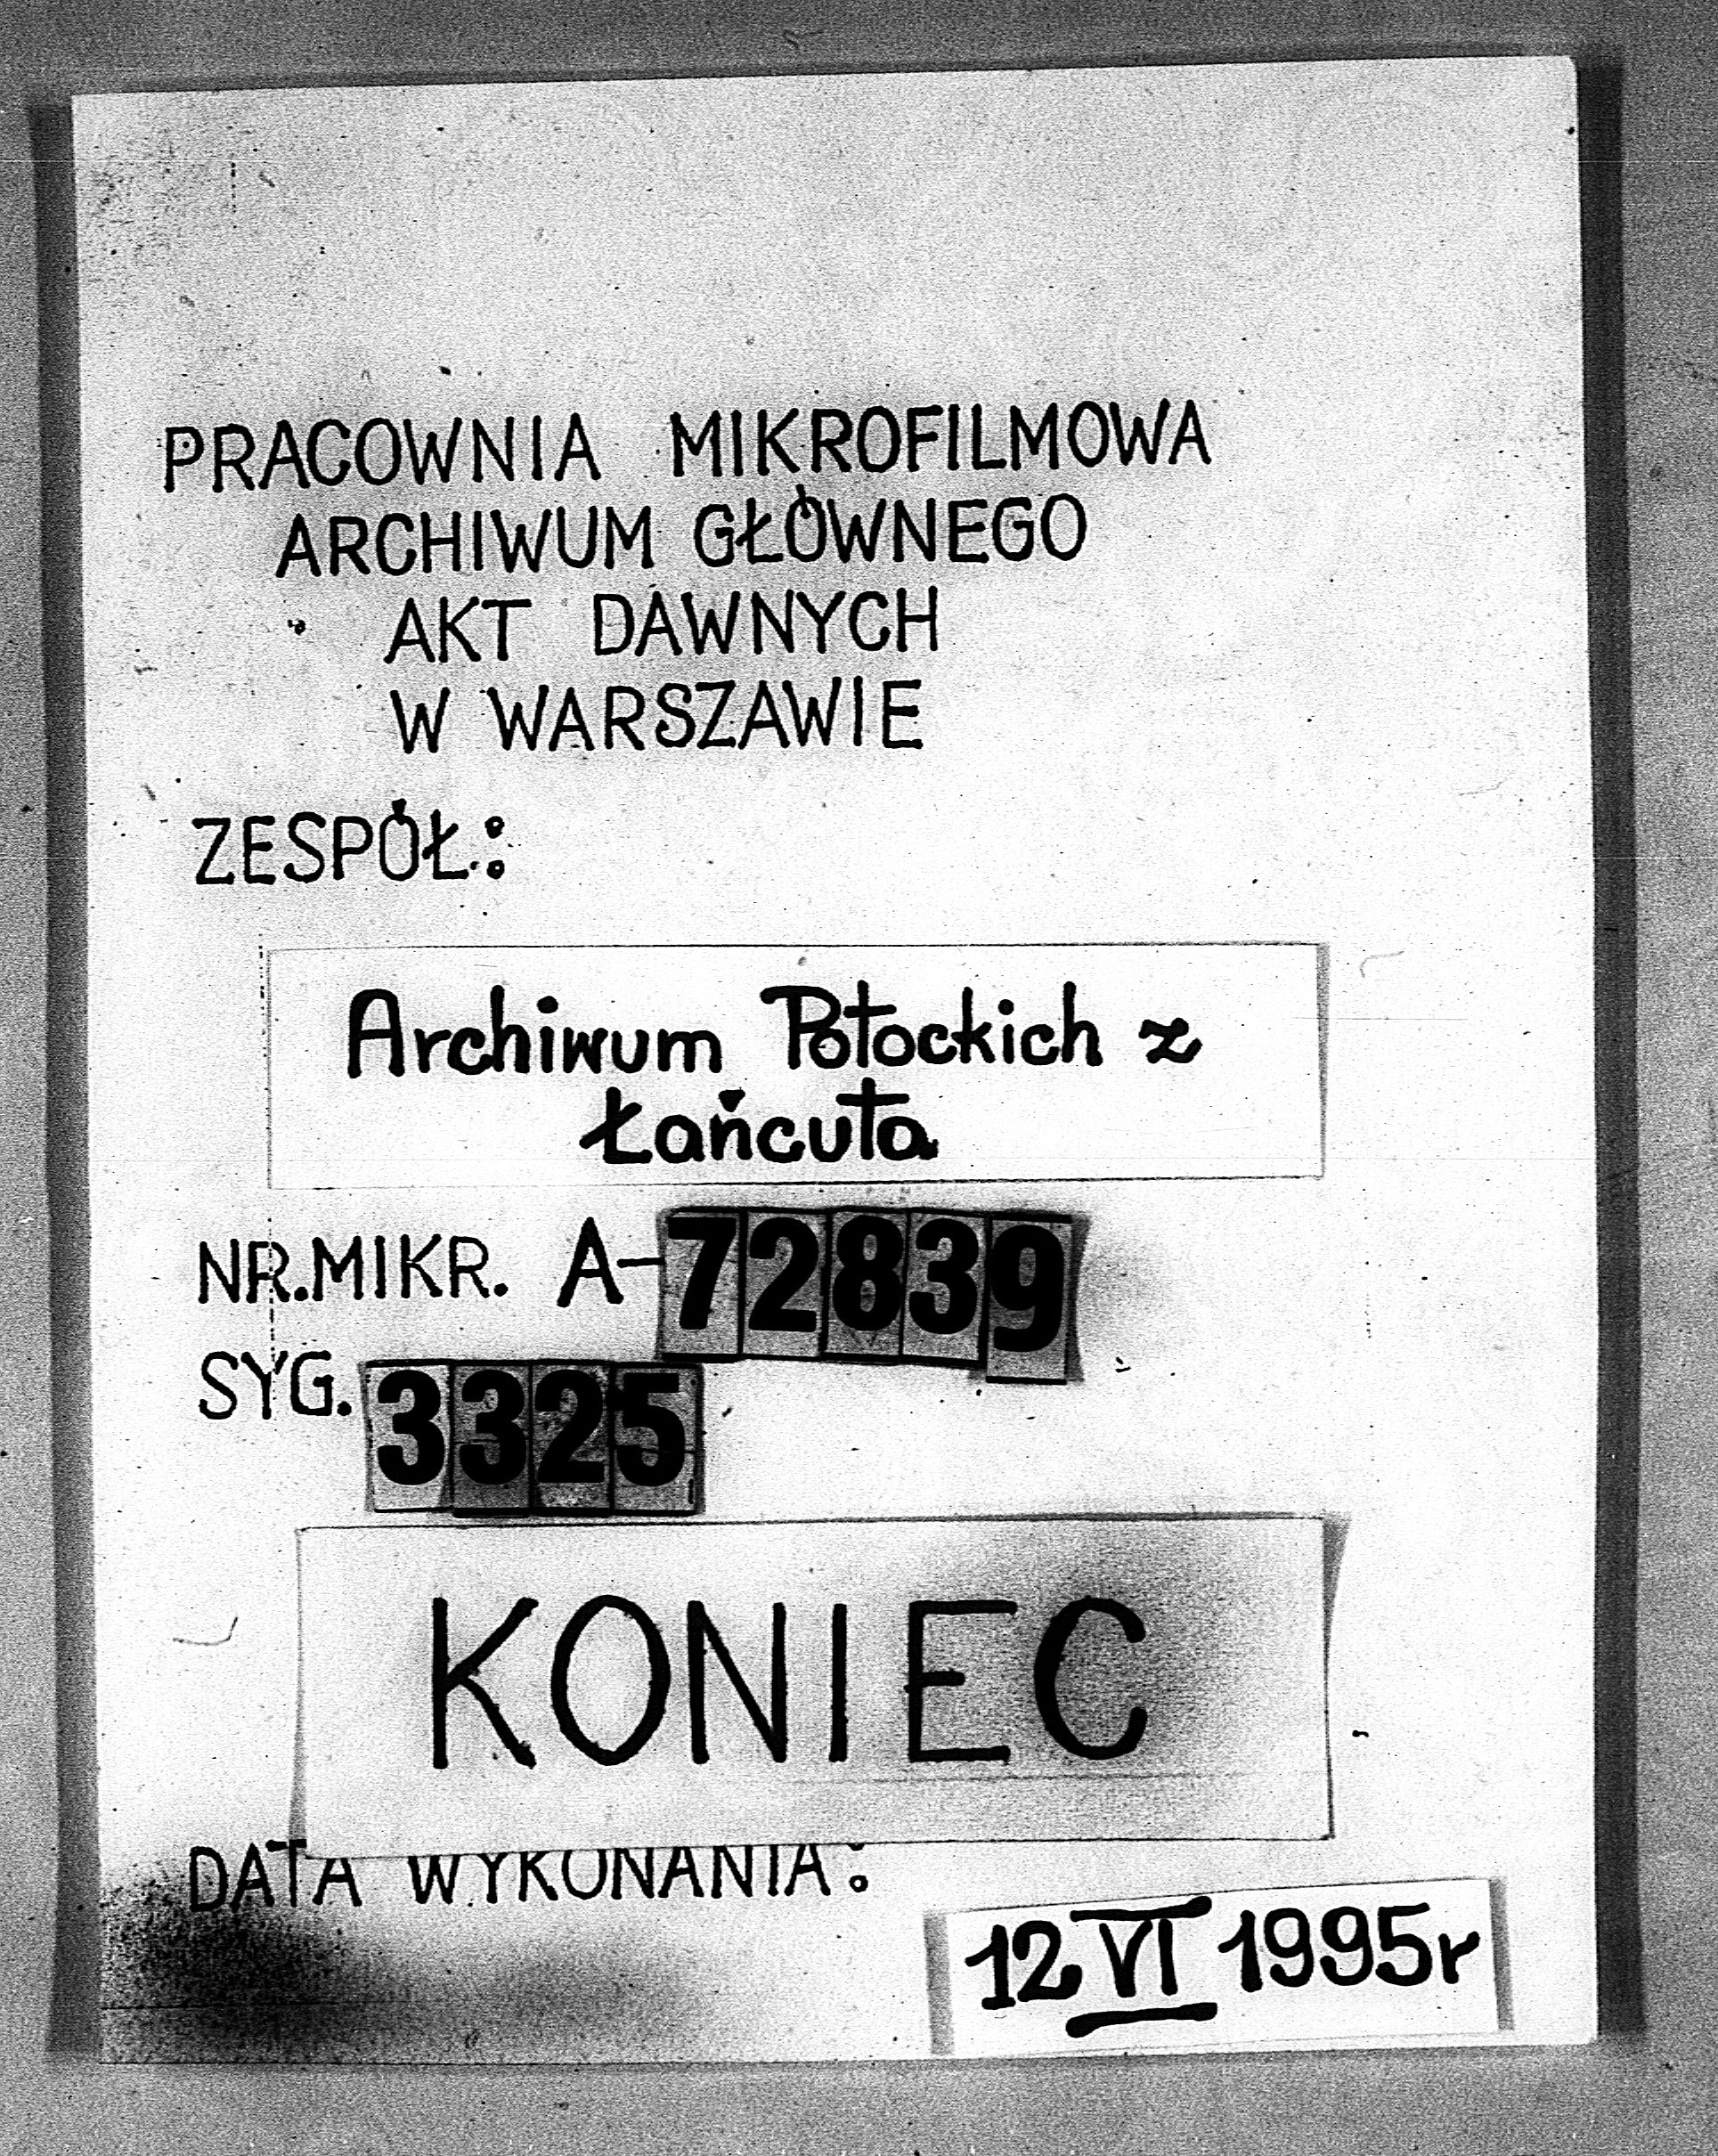 PRACOWNIA MIKROFILMOWA
ARCHIWUM GŁÓWNEGO
AKT DAWNYCH
W WARSZAWIE
ZESPÓŁ:
Archiwum Potockich z
Łańcuta
NR.MIKR. A-72839
SYG. 3325
KONIEC
DATA WYKONANIA:
12 VI 1995r